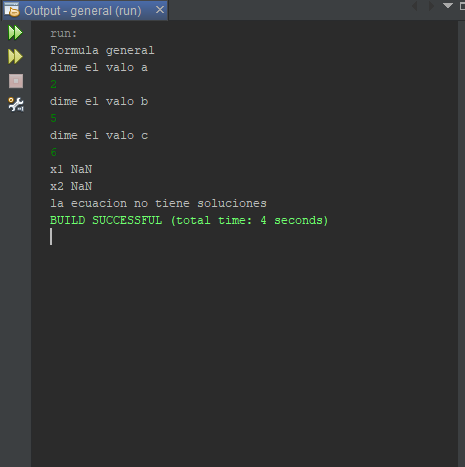 Output - general (run)
run:
Formula general
dime el valo a
2
dime el valo b
5
dime el valo c
6
x1 NaN
x2 NaN
la ecuacion no tiene soluciones
BUILD SUCCESSFUL (total time: 4 seconds)